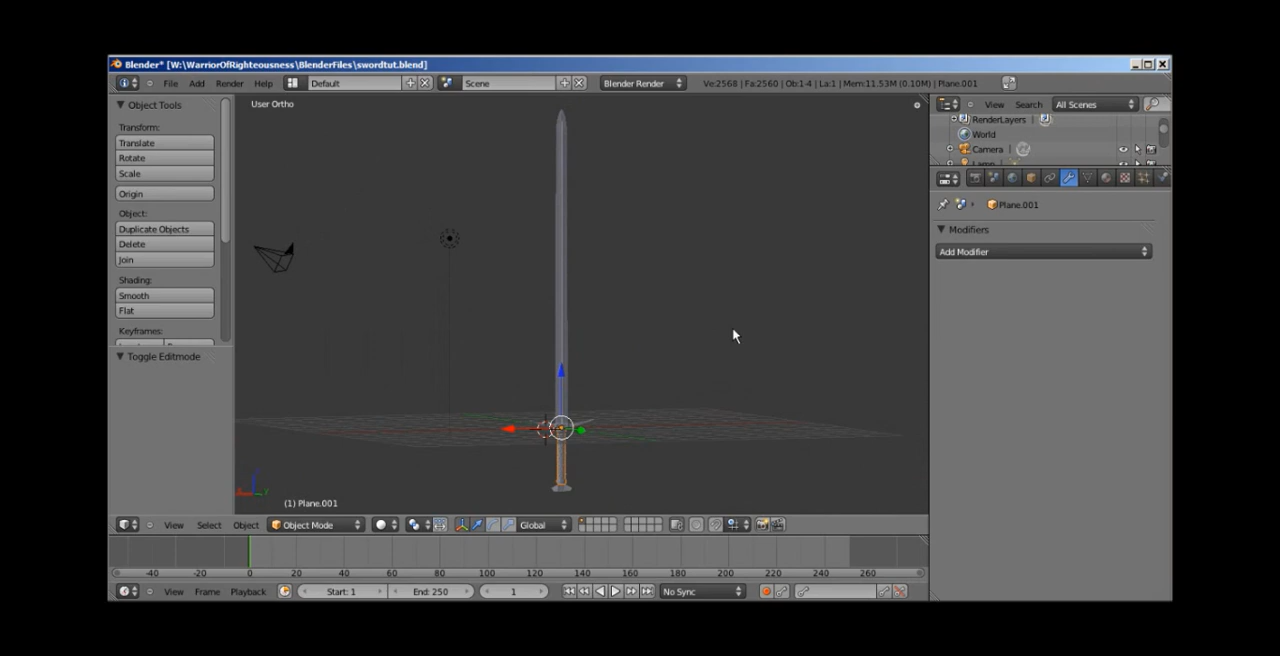 Blender* [W:\WarriorOfRighteousness\BlenderFiles\swordtut.blend]
File Add Render Help Default Scene Blender Render Ve:2568 | Fa:2560 | Ob:1-4 | La:1 | Mem:11.53M (0.10M) | Plane.001
Object Tools
Transform:
Translate
Rotate
Scale
Origin
Object:
Duplicate Objects
Delete
Join
Shading:
Smooth
Flat
Keyframes:
Toggle Editmode
User Ortho
(1) Plane.001
View Search All Scenes
RenderLayers
World
Camera
Lamp
Plane.001
Modifiers
Add Modifier
View Select Object Object Mode Global
-40 -20 0 20 40 60 80 100 120 140 160 180 200 220 240 260
View Frame Playback Start: 1 End: 250 1 No Sync